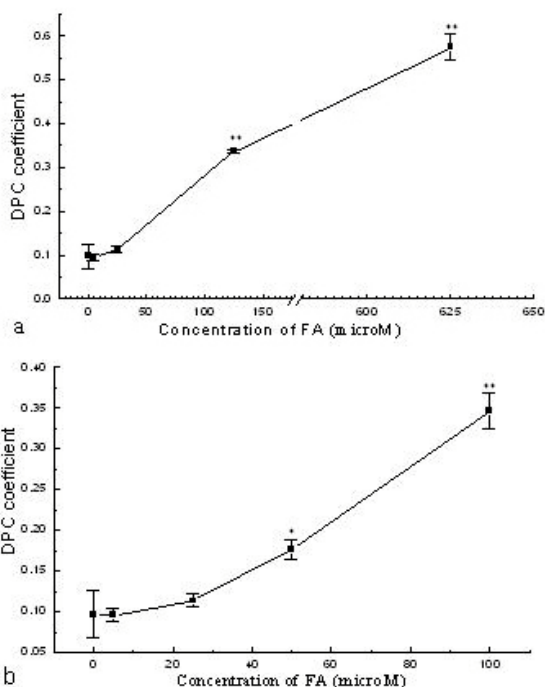 **
0.6
0.5
**
0.4
DPC coefficient
0.3
0.2
0.1
0.0
0 50 100 150 600 625 650
a
Concentration of FA (microM)
0.40
**
0.35
0.30
DPC coefficient
0.25
0.20
*
0.15
0.10
0.05
0 20 40 60 80 100
b
Concentration of FA (microM)